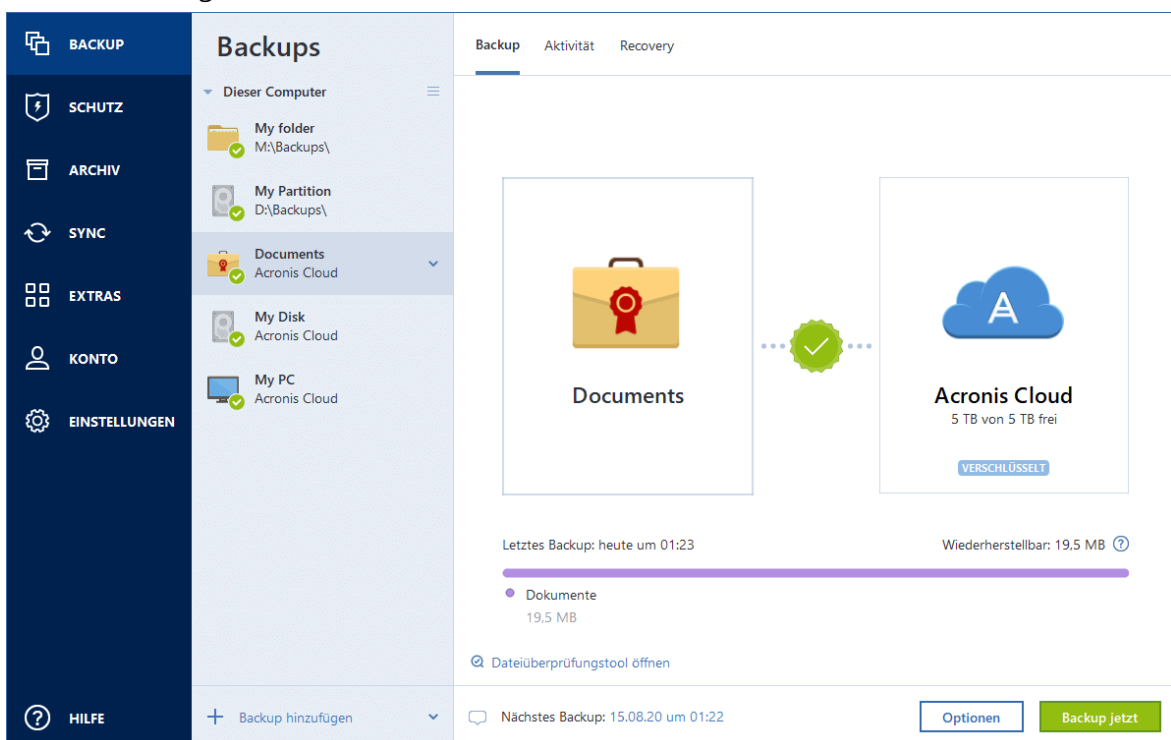 BACKUP
SCHUTZ
ARCHIV
SYNC
EXTRAS
KONTO
EINSTELLUNGEN
HILFE
Backups
Dieser Computer
My folder
M:\Backups\
My Partition
D:\Backups\
Documents
Acronis Cloud
My Disk
Acronis Cloud
My PC
Acronis Cloud
Backup hinzufügen
Backup Aktivität Recovery
Documents
A
Acronis Cloud
5 TB von 5 TB frei
VERSCHLÜSSELT
Letztes Backup: heute um 01:23
Wiederherstellbar: 19,5 MB ?
Dokumente
19,5 MB
Dateiüberprüfungstool öffnen
Nächstes Backup: 15.08.20 um 01:22
Optionen
Backup jetzt